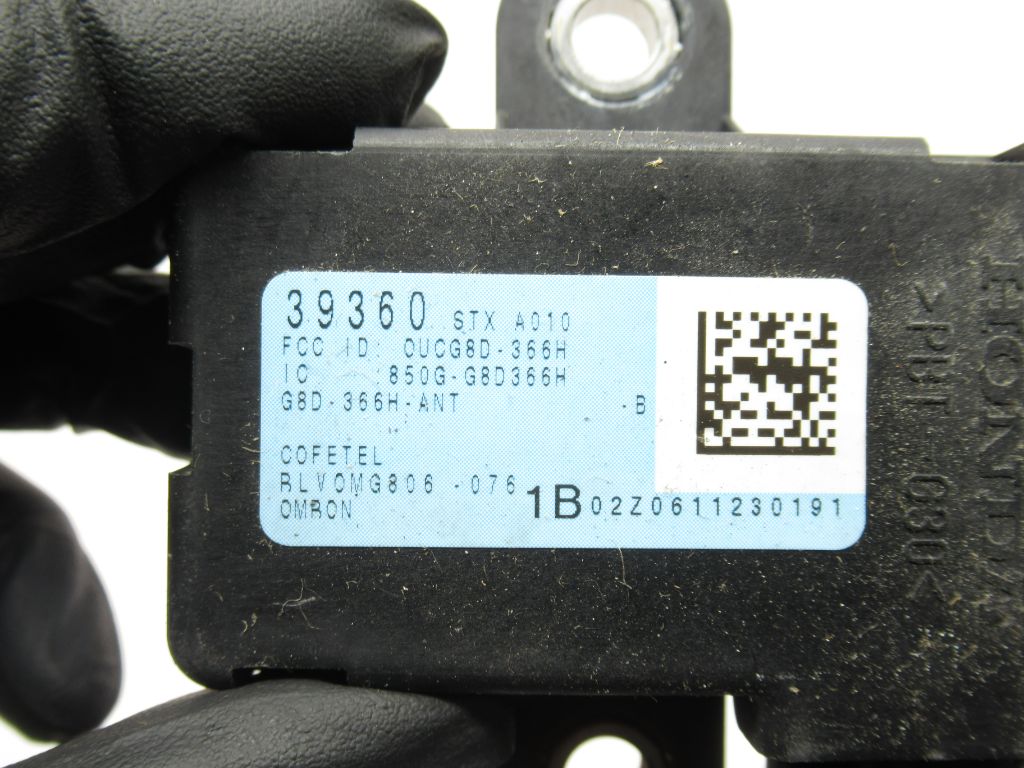 39360 STX A010
FCC ID: OUCG8D-366H
IC :850G-G8D366H
G8D-366H-ANT -B
COFETEL
RLVOMG806-076
OMRON
1B 02Z0611230191
HONDA
>PBT-G30<